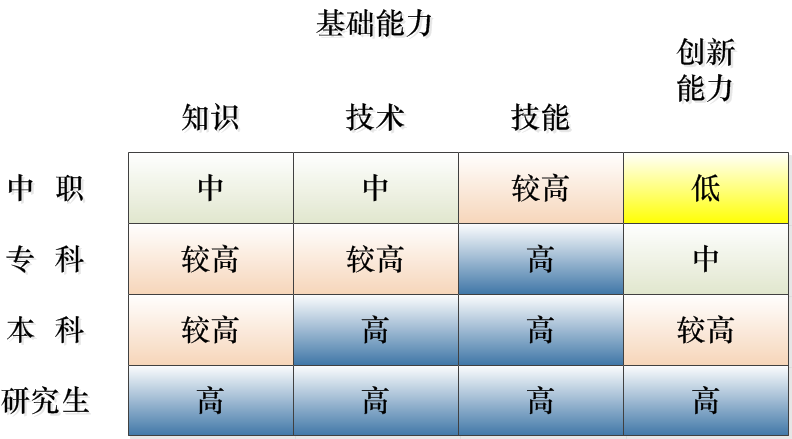 基础能力
创新
能力
知识 技术 技能
中 职 中 中 较高 低
专 科 较高 较高 高 中
本 科 较高 高 高 较高
研究生 高 高 高 高